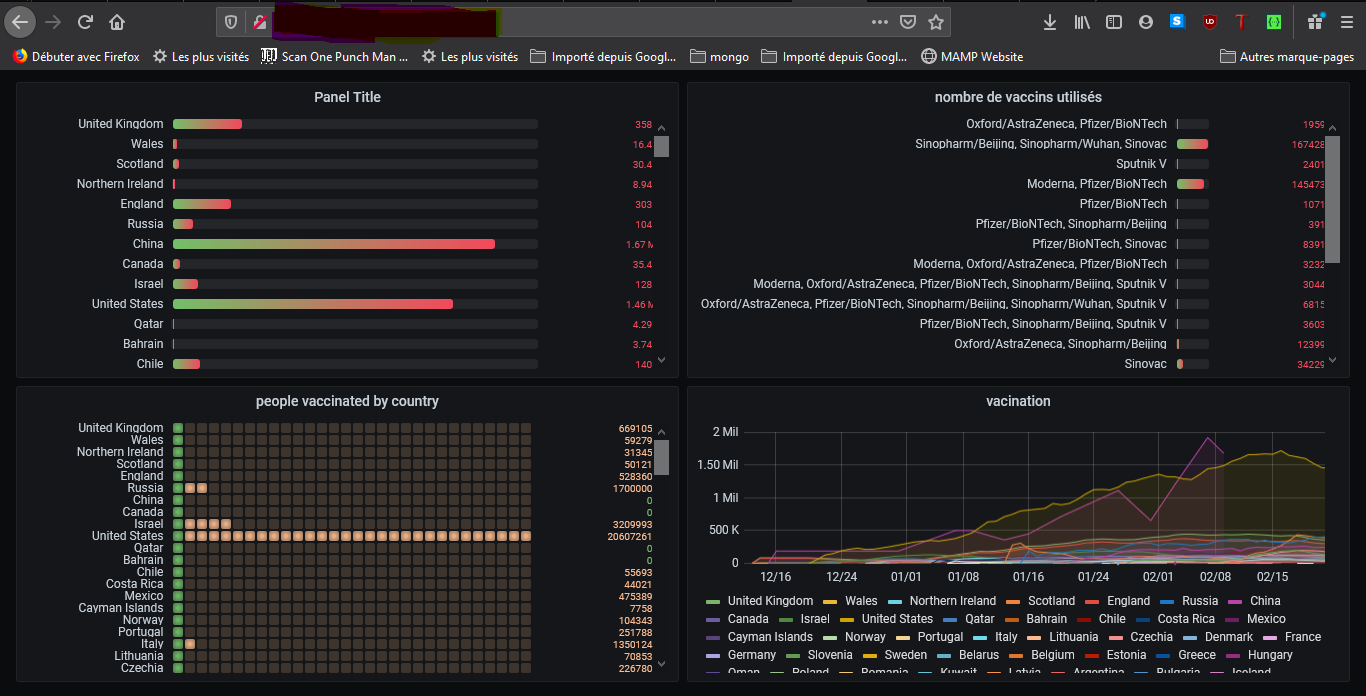 Débuter avec Firefox Les plus visités Scan One Punch Man ... Les plus visités Importé depuis Googl... mongo Importé depuis Googl... MAMP Website Autres marque-pages
Panel Title
United Kingdom 358
Wales 16.4
Scotland 30.4
Northern Ireland 8.94
England 303
Russia 104
China 1.67 M
Canada 35.4
Israel 128
United States 1.46 M
Qatar 4.29
Bahrain 3.74
Chile 140
nombre de vaccins utilisés
Oxford/AstraZeneca, Pfizer/BioNTech 1959
Sinopharm/Beijing, Sinopharm/Wuhan, Sinovac 167428
Sputnik V 2401
Moderna, Pfizer/BioNTech 145473
Pfizer/BioNTech 1071
Pfizer/BioNTech, Sinopharm/Beijing 391
Pfizer/BioNTech, Sinovac 8391
Moderna, Oxford/AstraZeneca, Pfizer/BioNTech 3232
Moderna, Oxford/AstraZeneca, Pfizer/BioNTech, Sinopharm/Beijing, Sputnik V 3044
Oxford/AstraZeneca, Pfizer/BioNTech, Sinopharm/Beijing, Sinopharm/Wuhan, Sputnik V 6815
Pfizer/BioNTech, Sinopharm/Beijing, Sputnik V 3603
Oxford/AstraZeneca, Sinopharm/Beijing 12399
Sinovac 34229
people vaccinated by country
United Kingdom 669105
Wales 59279
Northern Ireland 31345
Scotland 50121
England 528360
Russia 1700000
China 0
Canada 0
Israel 3209993
United States 20607261
Qatar 0
Bahrain 0
Chile 55693
Costa Rica 44021
Mexico 475389
Cayman Islands 7758
Norway 104343
Portugal 251788
Italy 1350124
Lithuania 70853
Czechia 226780
vacination
2 Mil
1.50 Mil
1 Mil
500 K
0
12/16 12/24 01/01 01/08 01/16 01/24 02/01 02/08 02/15
United Kingdom Wales Northern Ireland Scotland England Russia China
Canada Israel United States Qatar Bahrain Chile Costa Rica Mexico
Cayman Islands Norway Portugal Italy Lithuania Czechia Denmark France
Germany Slovenia Sweden Belarus Belgium Estonia Greece Hungary
Oman Poland Romania Kuwait Latvia Argentina Bulgaria Iceland